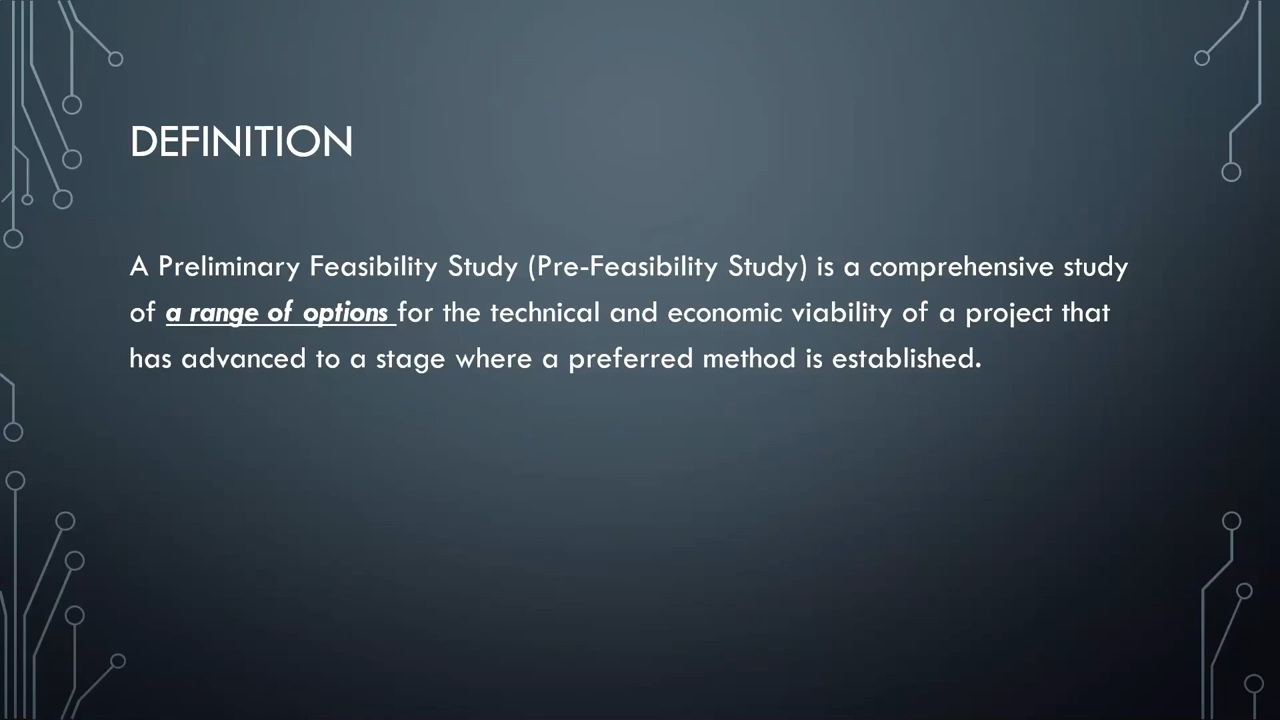 DEFINITION
A Preliminary Feasibility Study (Pre-Feasibility Study) is a comprehensive study
of a range of options for the technical and economic viability of a project that
has advanced to a stage where a preferred method is established.